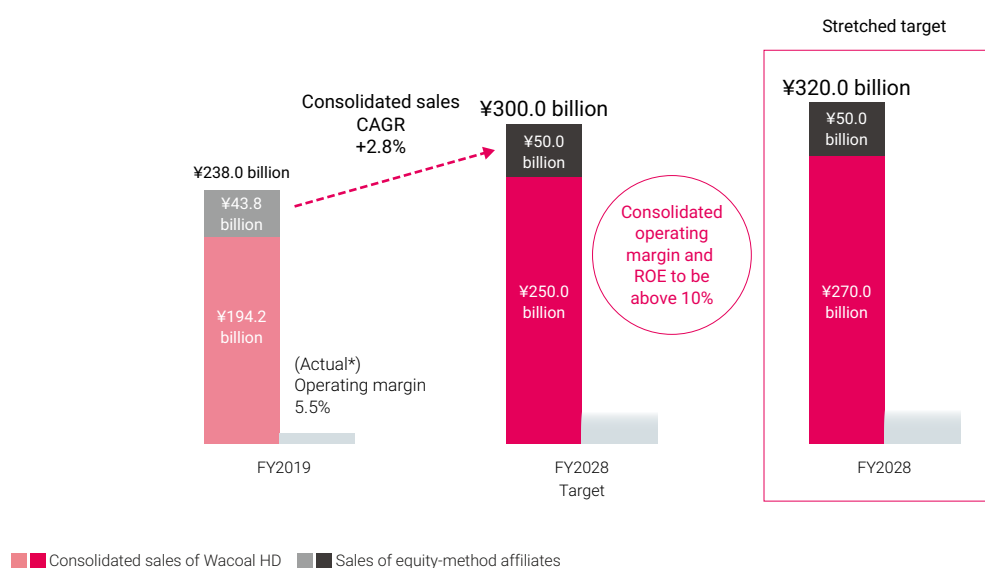 Stretched target
Consolidated sales
CAGR
+2.8%
¥238.0 billion
¥43.8
billion
¥194.2
billion
(Actual*)
Operating margin
5.5%
FY2019
¥300.0 billion
¥50.0
billion
¥250.0
billion
FY2028
Target
Consolidated
operating
margin and
ROE to be
above 10%
¥320.0 billion
¥50.0
billion
¥270.0
billion
FY2028
Consolidated sales of Wacoal HD
Sales of equity-method affiliates